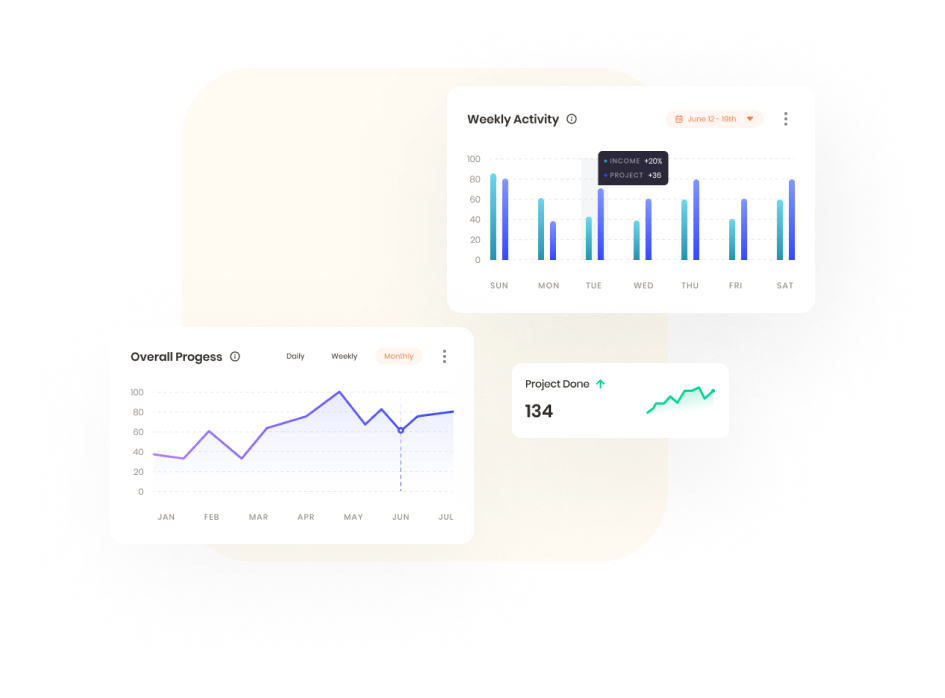 Weekly Activity
June 12 - 19th
INCOME +20%
PROJECT +36
100
80
60
40
20
0
SUN MON TUE WED THU FRI SAT
Overall Progess
Daily Weekly Monthly
100
80
60
40
20
0
JAN FEB MAR APR MAY JUN JUL
Project Done
134